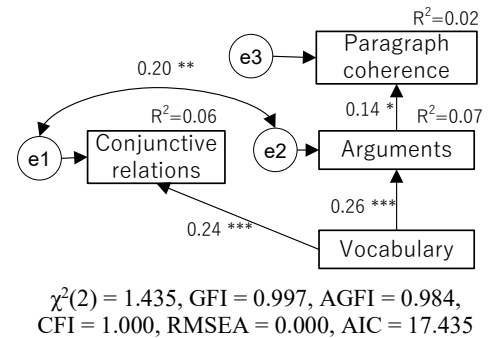 R²=0.02
e3
Paragraph
coherence
0.20 **
0.14 *
R²=0.06
R²=0.07
e1
Conjunctive
relations
e2
Arguments
0.24 ***
0.26 ***
Vocabulary
χ²(2) = 1.435, GFI = 0.997, AGFI = 0.984,
CFI = 1.000, RMSEA = 0.000, AIC = 17.435